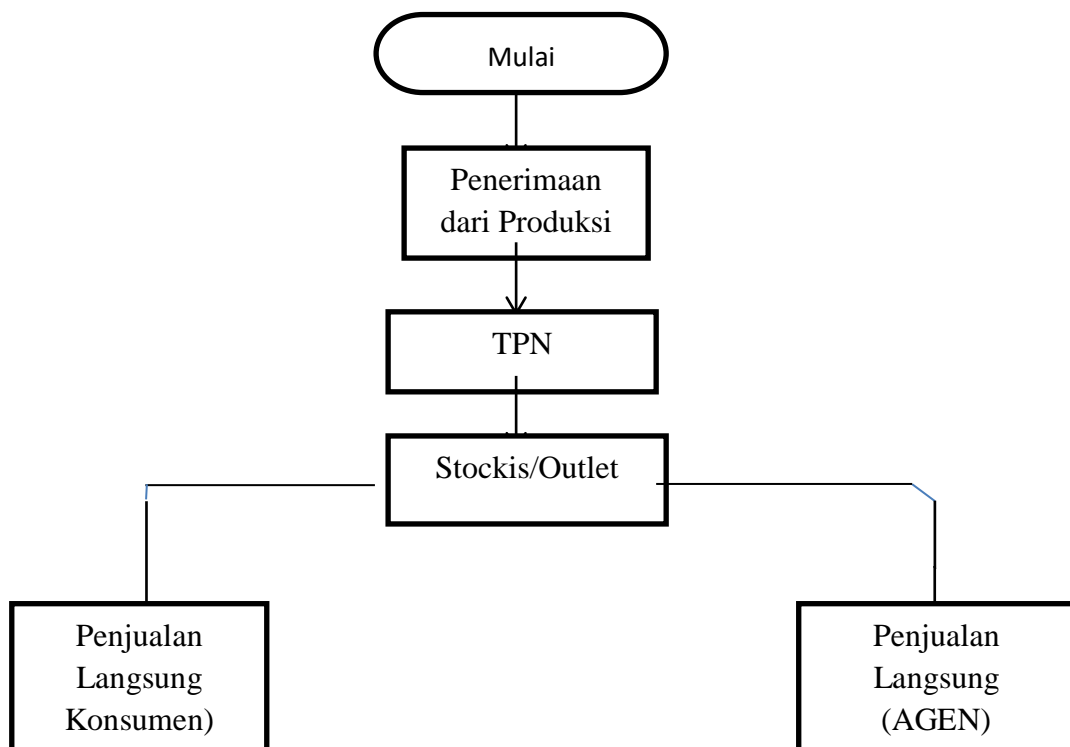 Mulai
Penerimaan
dari Produksi
TPN
Stockis/Outlet
Penjualan
Langsung
Konsumen)
Penjualan
Langsung
(AGEN)